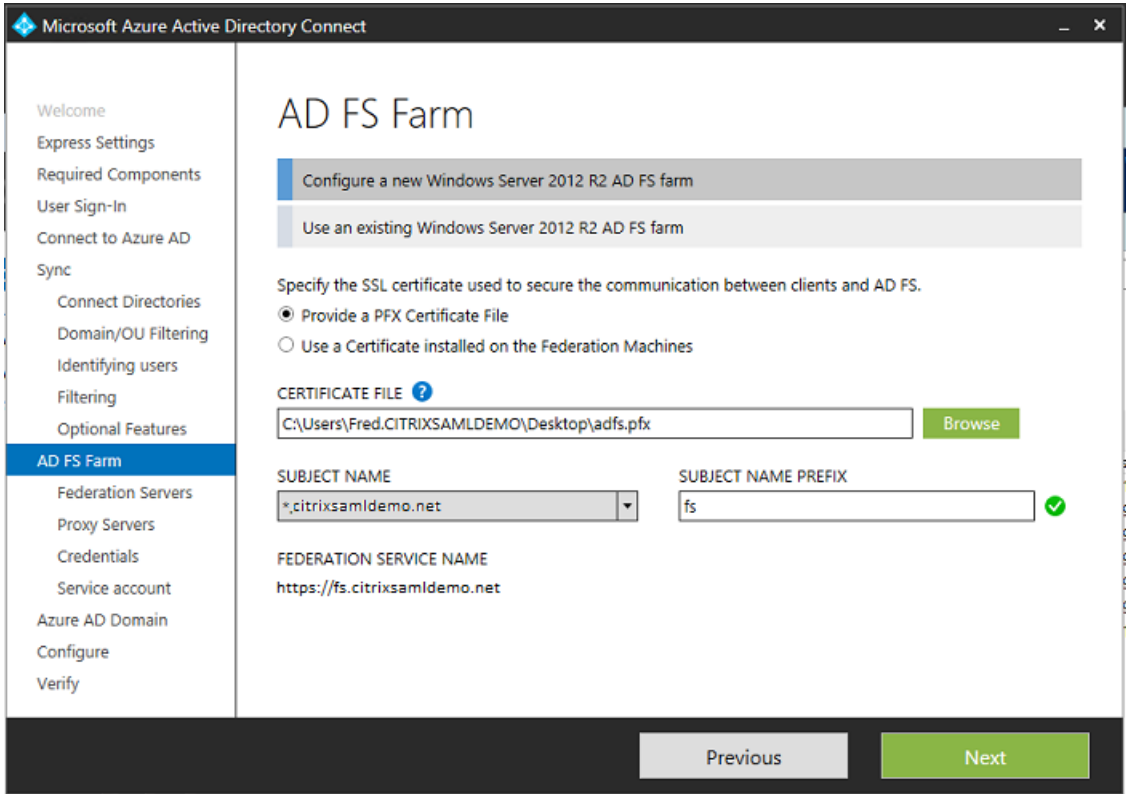 Microsoft Azure Active Directory Connect
Welcome
Express Settings
Required Components
User Sign-In
Connect to Azure AD
Sync
Connect Directories
Domain/OU Filtering
Identifying users
Filtering
Optional Features
AD FS Farm
Federation Servers
Proxy Servers
Credentials
Service account
Azure AD Domain
Configure
Verify
AD FS Farm
Configure a new Windows Server 2012 R2 AD FS farm
Use an existing Windows Server 2012 R2 AD FS farm
Specify the SSL certificate used to secure the communication between clients and AD FS.
Provide a PFX Certificate File
Use a Certificate installed on the Federation Machines
CERTIFICATE FILE ?
C:\Users\Fred.CITRIXSAMLDEMO\Desktop\adfs.pfx
Browse
SUBJECT NAME
*.citrixsamldemo.net
SUBJECT NAME PREFIX
fs
FEDERATION SERVICE NAME
https://fs.citrixsamldemo.net
Previous
Next